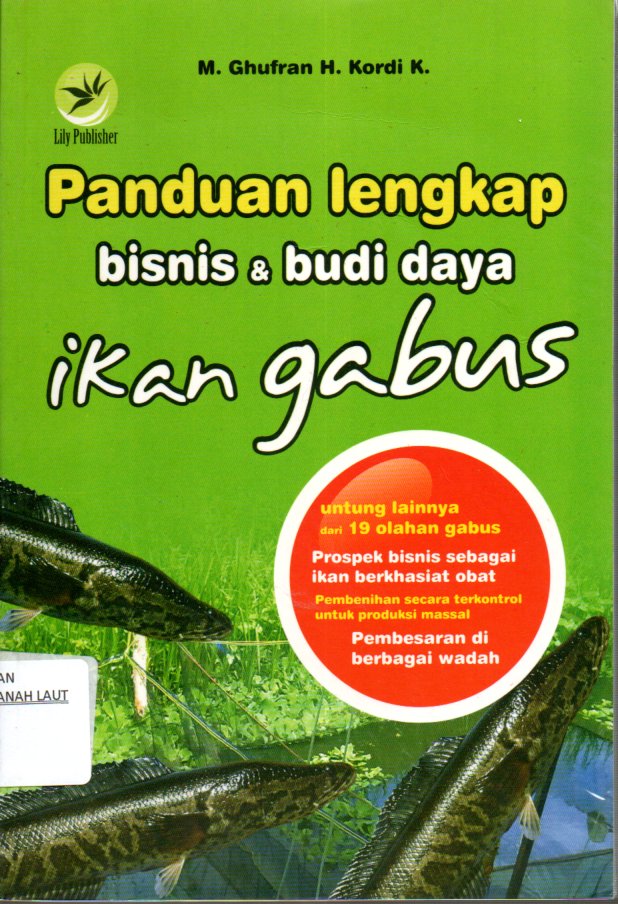 M. Ghufran H. Kordi K.
Lily Publisher
Panduan lengkap
bisnis & budi daya
ikan gabus
untung lainnya
dari 19 olahan gabus
Prospek bisnis sebagai
ikan berkhasiat obat
Pembenihan secara terkontrol
untuk produksi massal
Pembesaran di
berbagai wadah
AN
ANAH LAUT